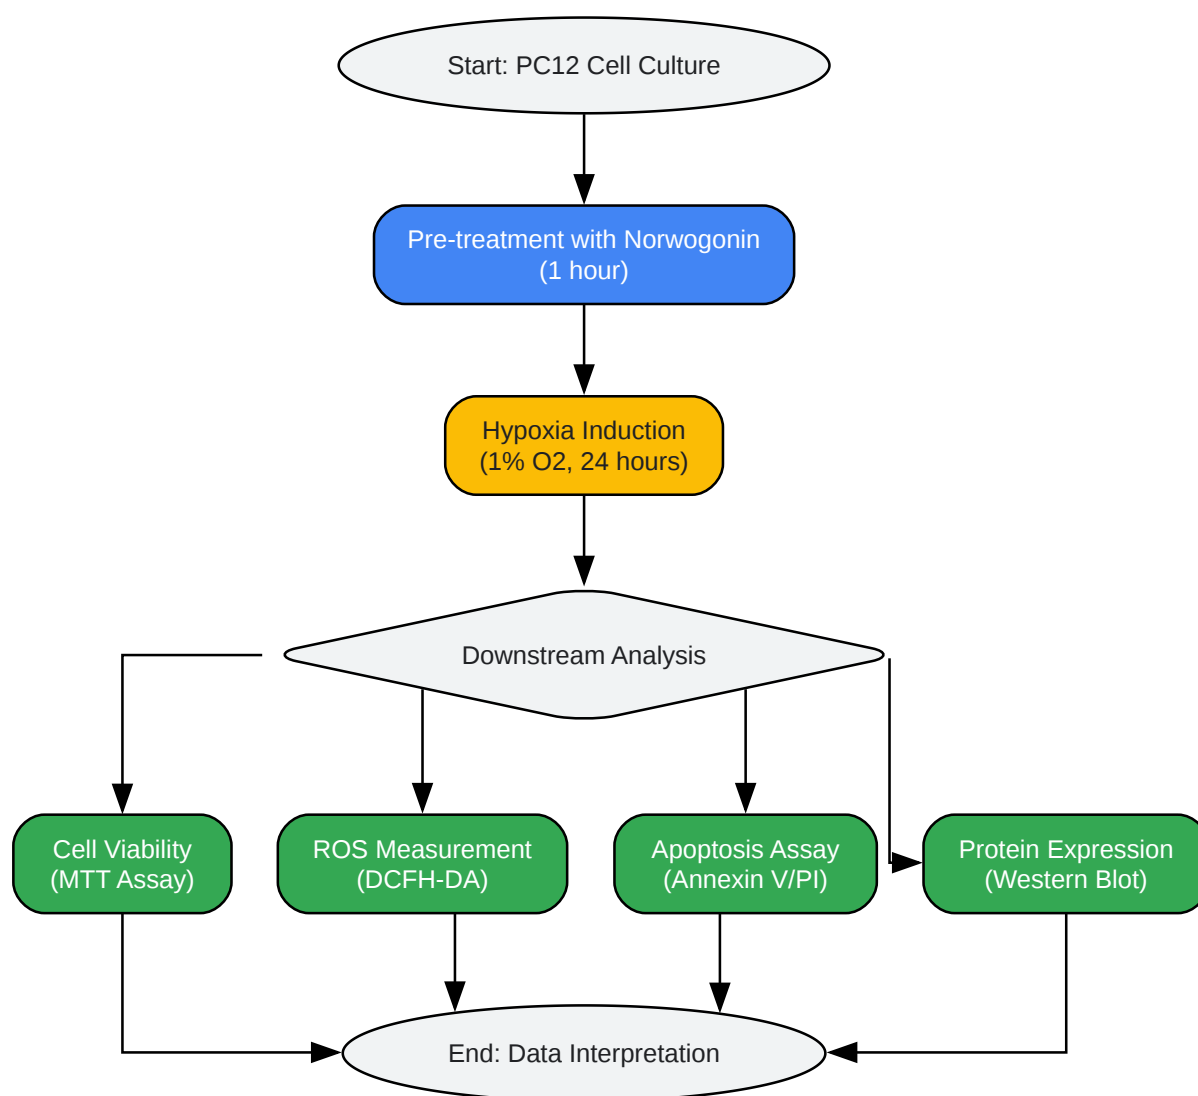 Start: PC12 Cell Culture
Pre-treatment with Norwogonin
(1 hour)
Hypoxia Induction
(1% O2, 24 hours)
Downstream Analysis
Cell Viability
(MTT Assay)
ROS Measurement
(DCFH-DA)
Apoptosis Assay
(Annexin V/PI)
Protein Expression
(Western Blot)
End: Data Interpretation